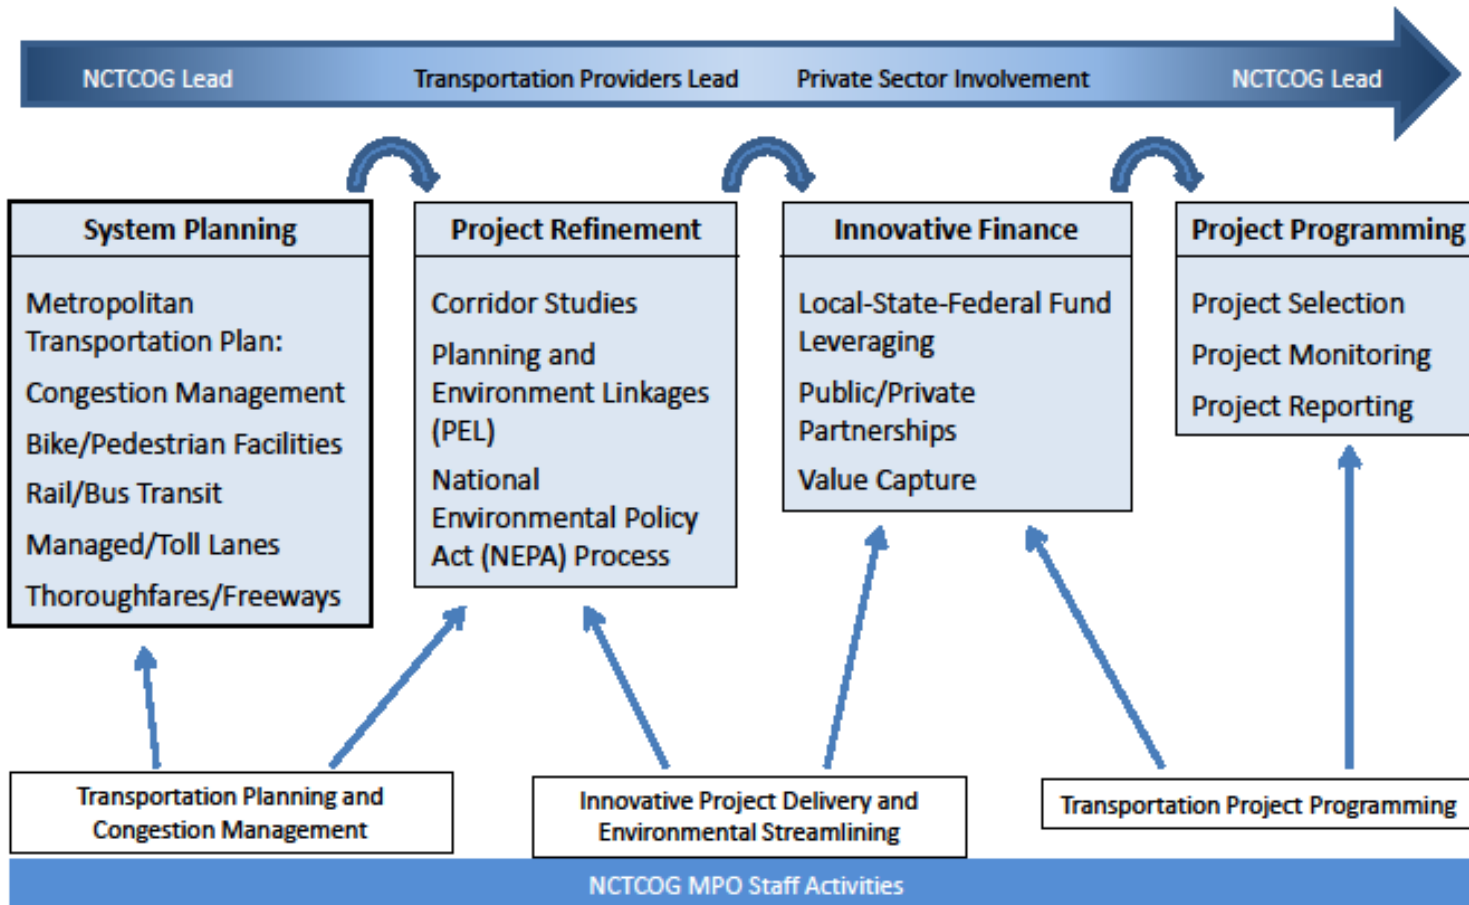 NCTCOG Lead
Transportation Providers Lead
Private Sector Involvement
NCTCOG Lead
System Planning
Metropolitan
Transportation Plan:
Congestion Management
Bike/Pedestrian Facilities
Rail/Bus Transit
Managed/Toll Lanes
Thoroughfares/Freeways
Project Refinement
Corridor Studies
Planning and
Environment Linkages
(PEL)
National
Environmental Policy
Act (NEPA) Process
Innovative Finance
Local-State-Federal Fund
Leveraging
Public/Private
Partnerships
Value Capture
Project Programming
Project Selection
Project Monitoring
Project Reporting
Transportation Planning and
Congestion Management
Innovative Project Delivery and
Environmental Streamlining
Transportation Project Programming
NCTCOG MPO Staff Activities